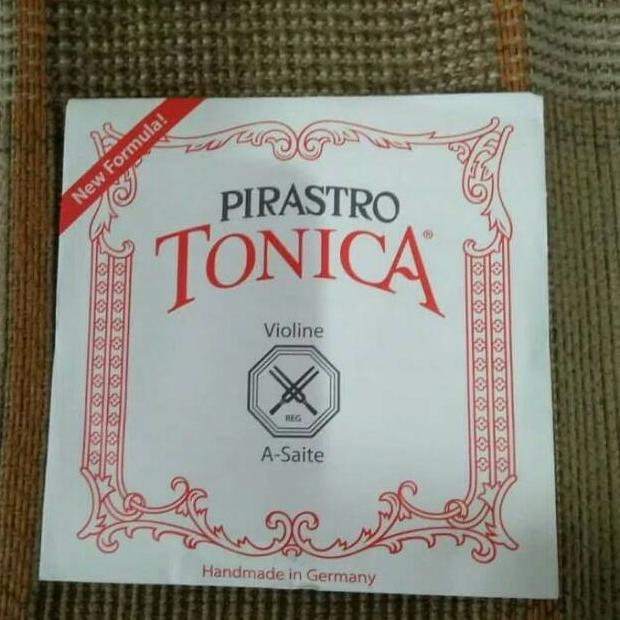 New Formula!
PIRASTRO
TONICA®
Violine
REG
A-Saite
Handmade in Germany